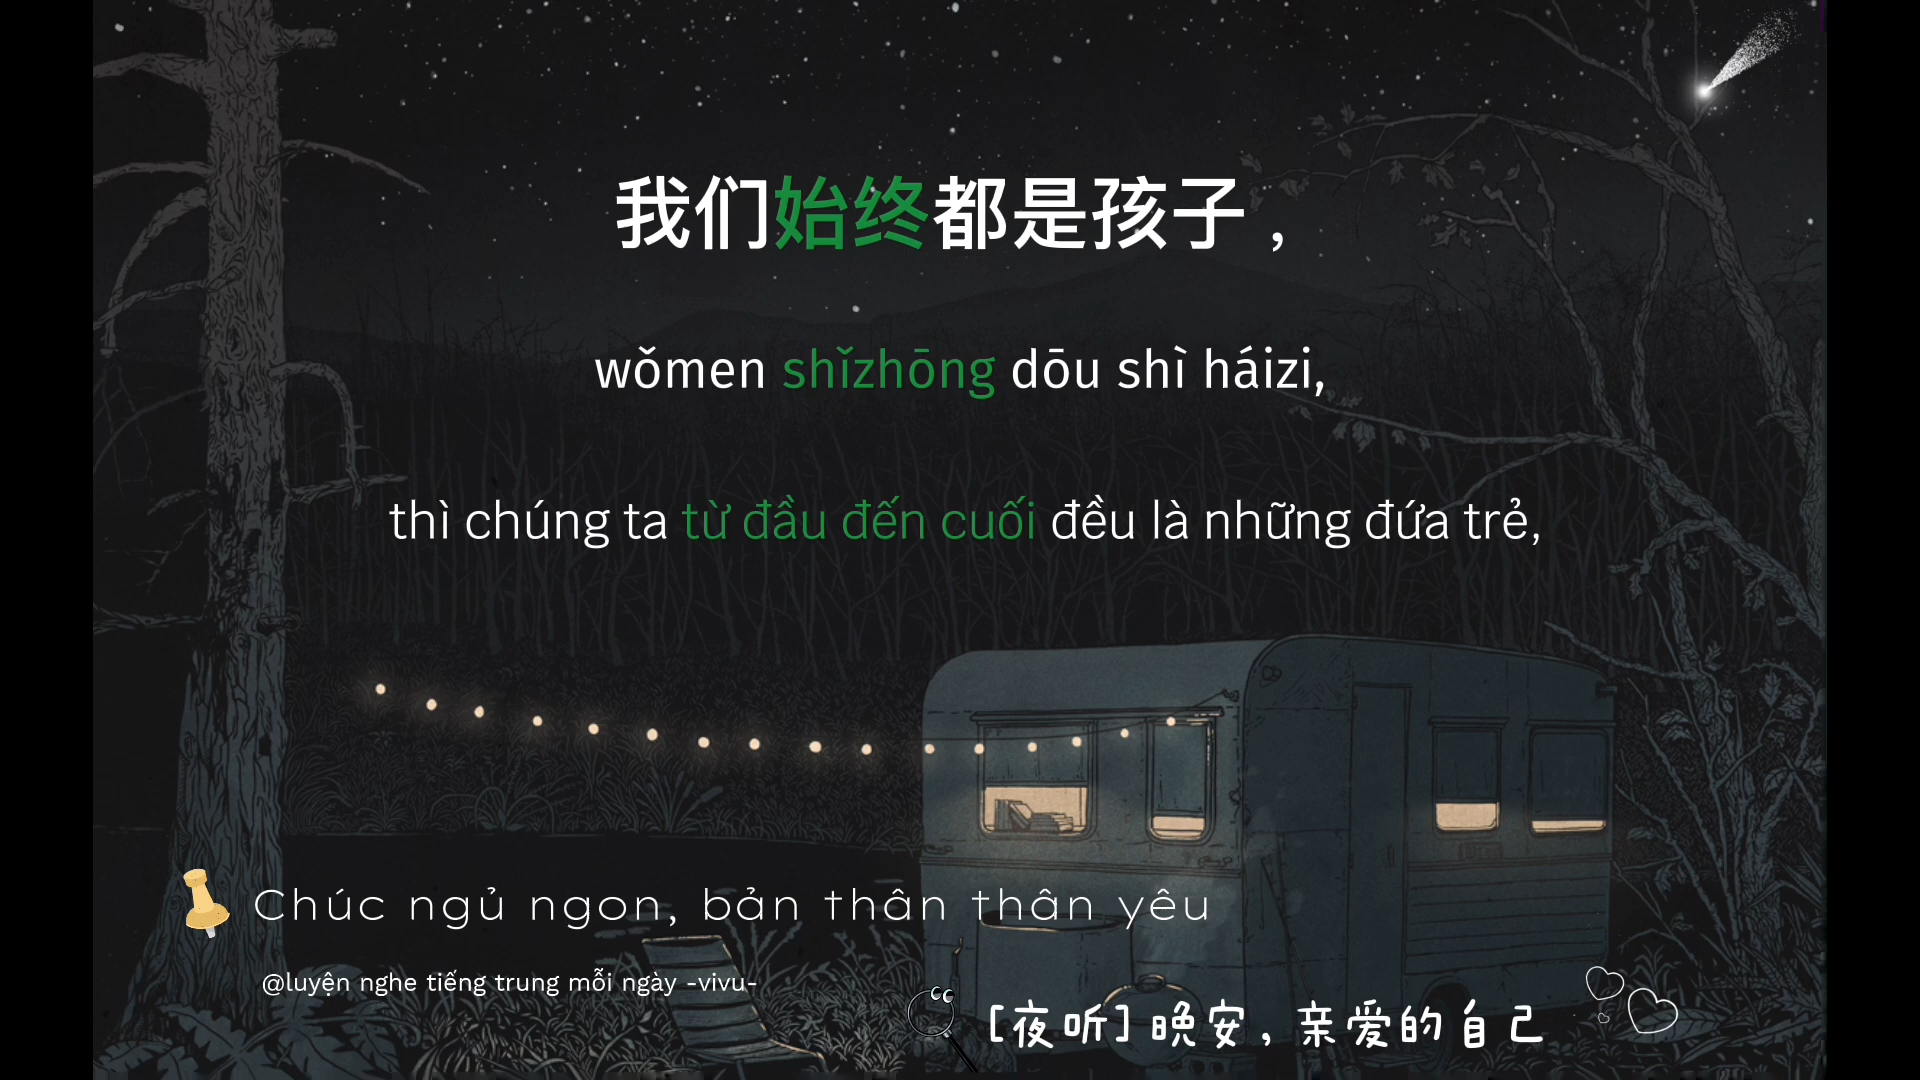 我们始终都是孩子，
wǒmen shǐzhōng dōu shì háizi,
thì chúng ta từ đầu đến cuối đều là những đứa trẻ,
Chúc ngủ ngon, bản thân thân yêu
@luyện nghe tiếng trung mỗi ngày -vivu-
[夜听] 晚安，亲爱的自己